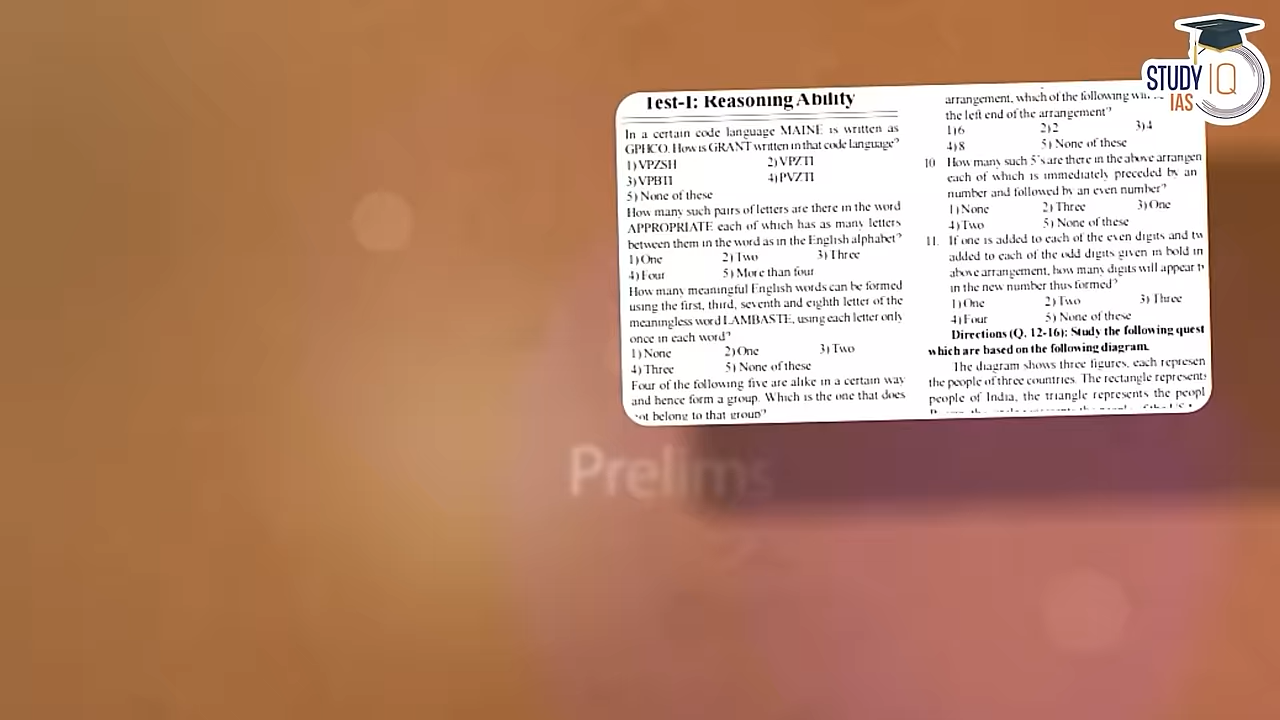 STUDY IQ
IAS
Test-I: Reasoning Ability
In a certain code language MAINE is written as
GPHCO. How is GRANT written in that code language?
1) VPZSH 2) VPZTI
3) VPBTI 4) PVZTI
5) None of these
How many such pairs of letters are there in the word
APPROPRIATE each of which has as many letters
between them in the word as in the English alphabet?
1) One 2) Two 3) Three
4) Four 5) More than four
How many meaningful English words can be formed
using the first, third, seventh and eighth letter of the
meaningless word LAMBASTE, using each letter only
once in each word?
1) None 2) One 3) Two
4) Three 5) None of these
Four of the following five are alike in a certain way
and hence form a group. Which is the one that does
not belong to that group?
arrangement, which of the following
the left end of the arrangement?
1) 6 2) 2 3) 4
4) 8 5) None of these
10 How many such 5's are there in the above arrangen
each of which is immediately preceded by an
number and followed by an even number?
1) None 2) Three 3) One
4) Two 5) None of these
11. If one is added to each of the even digits and tw
added to each of the odd digits given in bold in
above arrangement, how many digits will appear
in the new number thus formed?
1) One 2) Two 3) Three
4) Four 5) None of these
Directions (Q. 12-16): Study the following quest
which are based on the following diagram.
The diagram shows three figures, each represen
the people of three countries. The rectangle represents
people of India, the triangle represents the peopl
Prelims